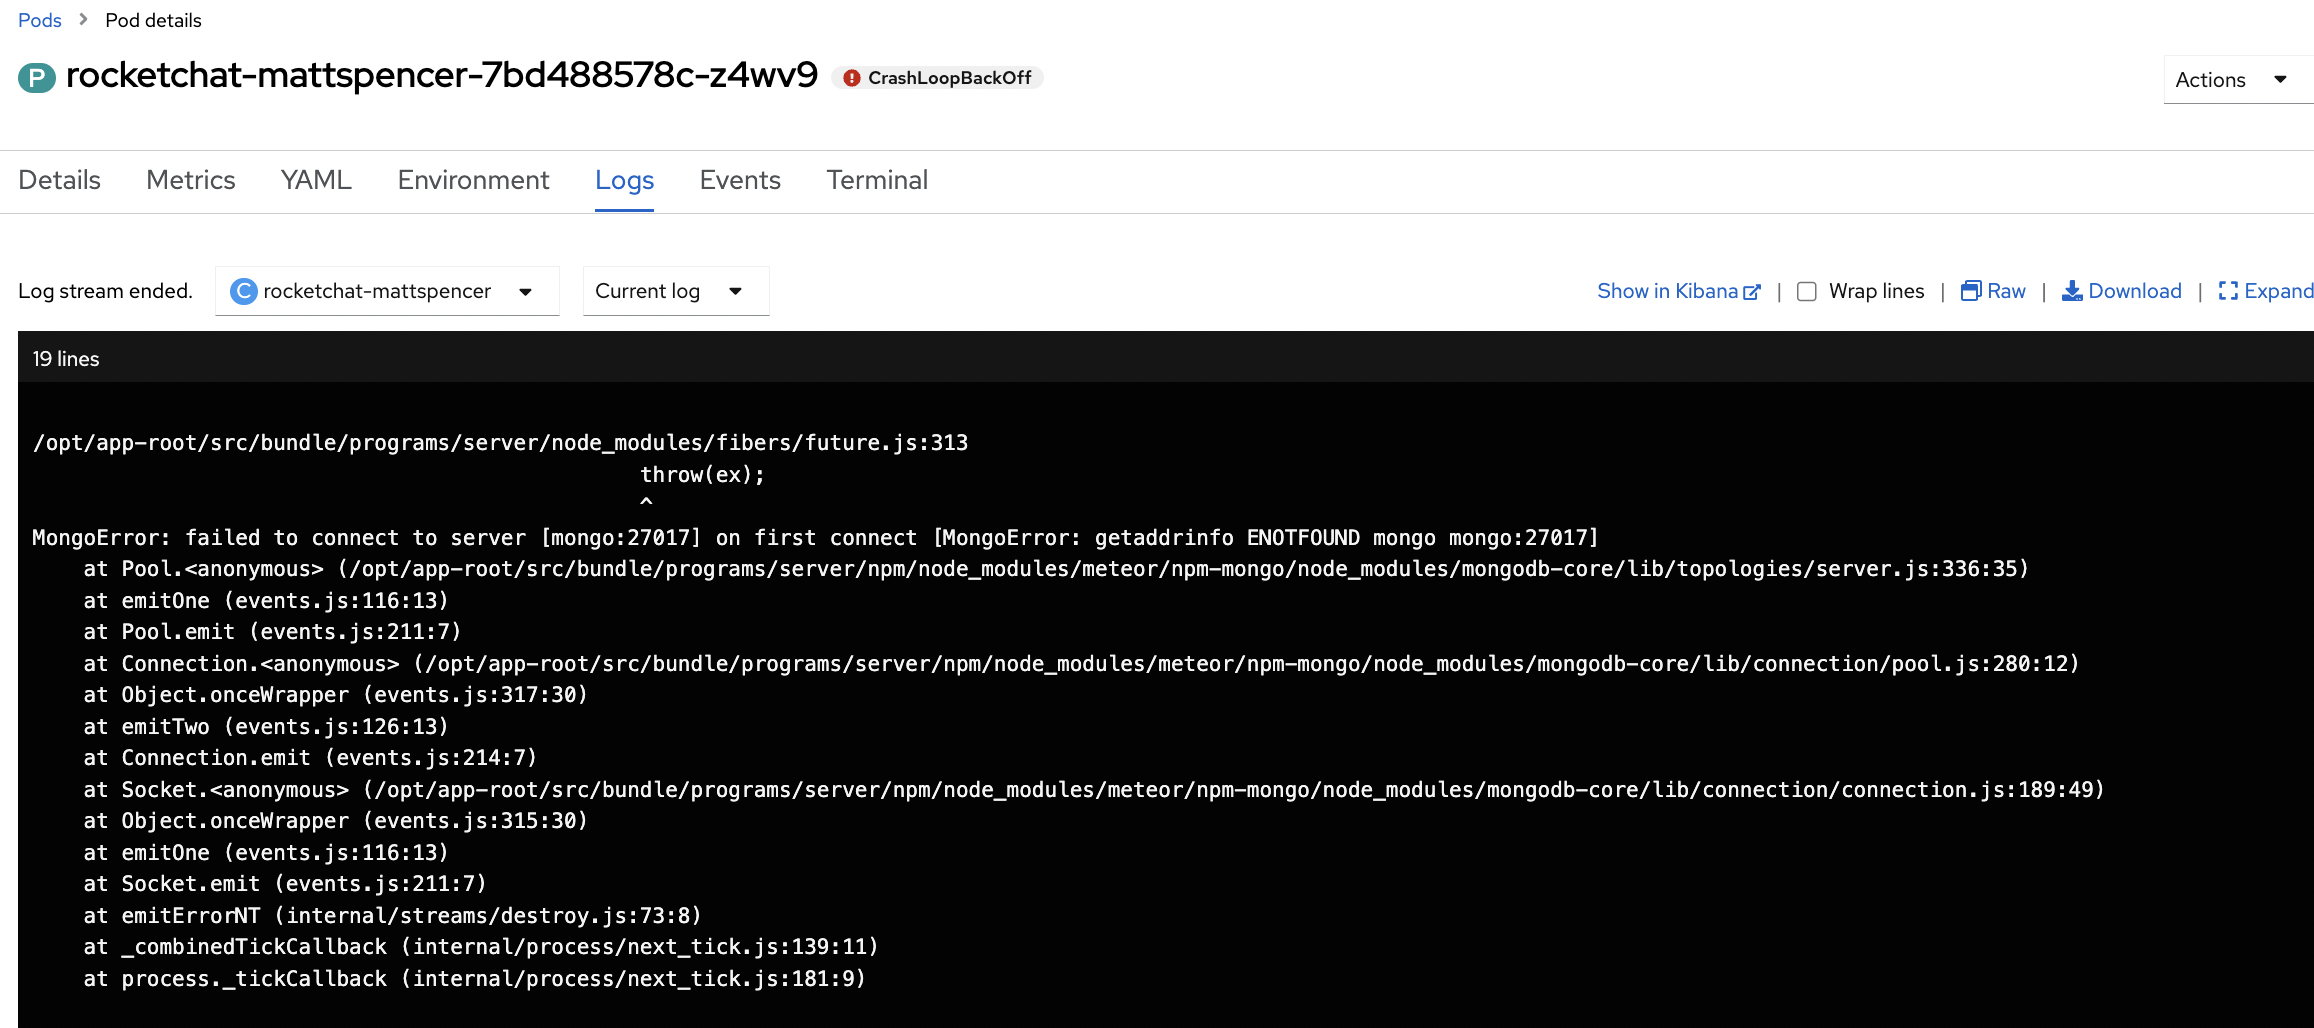 Pods > Pod details
P rocketchat-mattspencer-7bd488578c-z4wv9 CrashLoopBackOff
Actions
Details Metrics YAML Environment Logs Events Terminal
Log stream ended. C rocketchat-mattspencer Current log Show in Kibana | Wrap lines | Raw | Download | Expand
19 lines
/opt/app-root/src/bundle/programs/server/node_modules/fibers/future.js:313
throw(ex);
^
MongoError: failed to connect to server [mongo:27017] on first connect [MongoError: getaddrinfo ENOTFOUND mongo mongo:27017]
at Pool.<anonymous> (/opt/app-root/src/bundle/programs/server/npm/node_modules/meteor/npm-mongo/node_modules/mongodb-core/lib/topologies/server.js:336:35)
at emitOne (events.js:116:13)
at Pool.emit (events.js:211:7)
at Connection.<anonymous> (/opt/app-root/src/bundle/programs/server/npm/node_modules/meteor/npm-mongo/node_modules/mongodb-core/lib/connection/pool.js:280:12)
at Object.onceWrapper (events.js:317:30)
at emitTwo (events.js:126:13)
at Connection.emit (events.js:214:7)
at Socket.<anonymous> (/opt/app-root/src/bundle/programs/server/npm/node_modules/meteor/npm-mongo/node_modules/mongodb-core/lib/connection/connection.js:189:49)
at Object.onceWrapper (events.js:315:30)
at emitOne (events.js:116:13)
at Socket.emit (events.js:211:7)
at emitErrorNT (internal/streams/destroy.js:73:8)
at _combinedTickCallback (internal/process/next_tick.js:139:11)
at process._tickCallback (internal/process/next_tick.js:181:9)